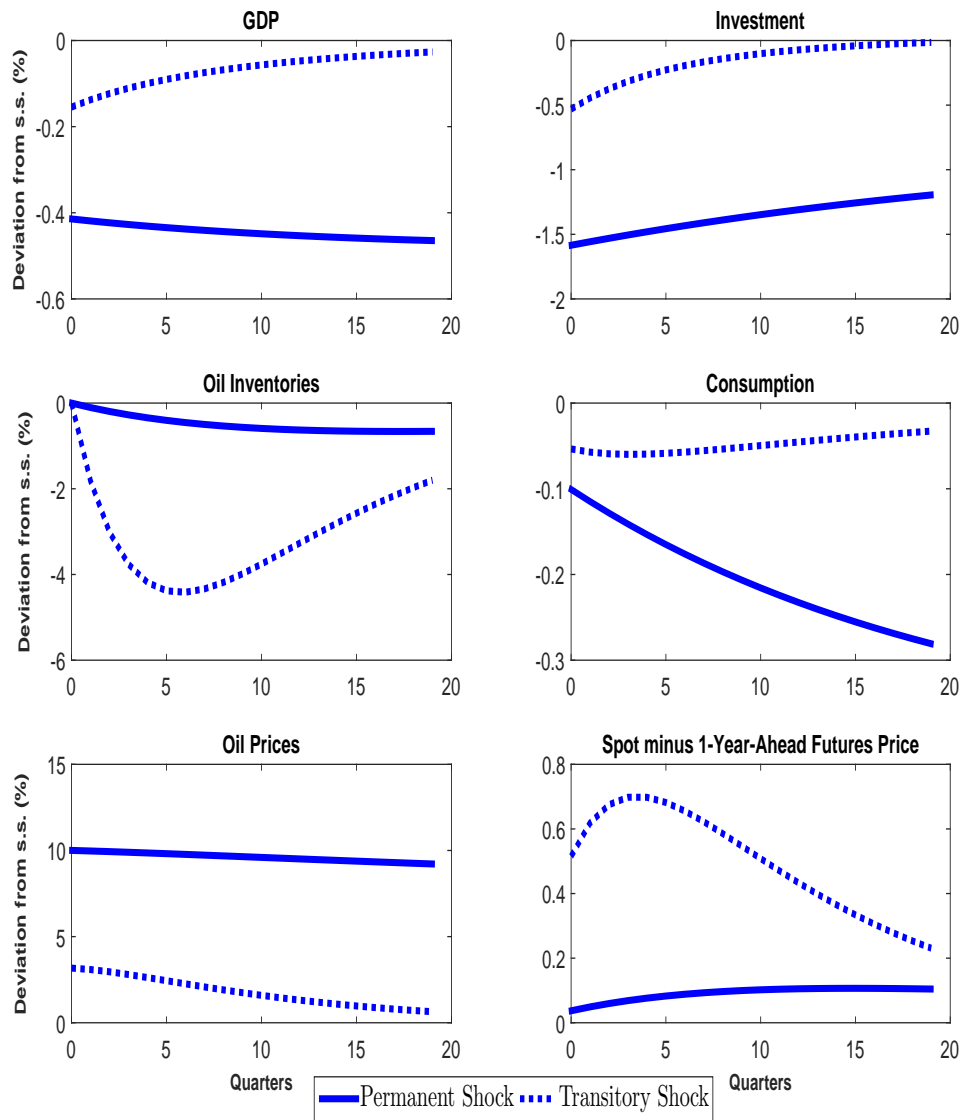 GDP
Deviation from s.s. (%)
0
-0.2
-0.4
-0.6
0 5 10 15 20
Investment
0
-0.5
-1
-1.5
-2
0 5 10 15 20
Oil Inventories
Deviation from s.s. (%)
0
-2
-4
-6
0 5 10 15 20
Consumption
0
-0.1
-0.2
-0.3
0 5 10 15 20
Oil Prices
Deviation from s.s. (%)
15
10
5
0
0 5 10 15 20
Quarters
Spot minus 1-Year-Ahead Futures Price
0.8
0.6
0.4
0.2
0
0 5 10 15 20
Quarters
Permanent Shock Transitory Shock